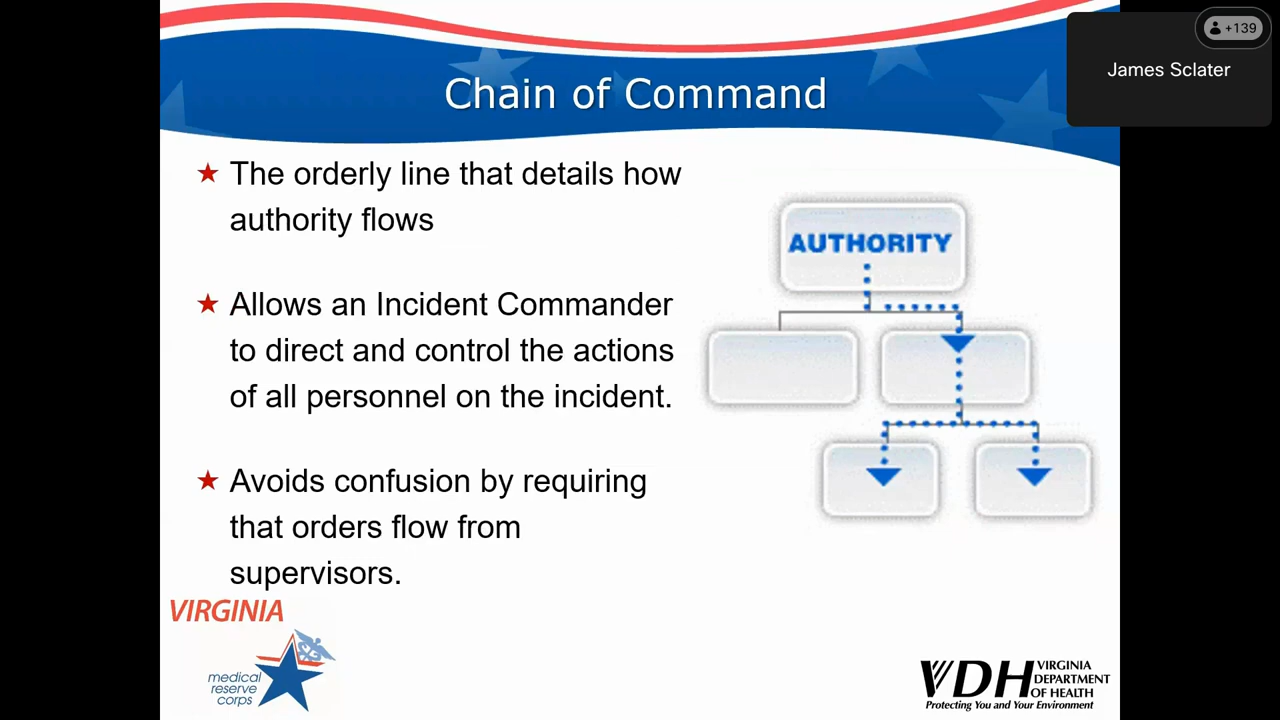 +139
James Sclater
Chain of Command
The orderly line that details how
authority flows
Allows an Incident Commander
to direct and control the actions
of all personnel on the incident.
Avoids confusion by requiring
that orders flow from
supervisors.
AUTHORITY
VIRGINIA
medical
reserve
corps
VDH
VIRGINIA
DEPARTMENT
OF HEALTH
Protecting You and Your Environment